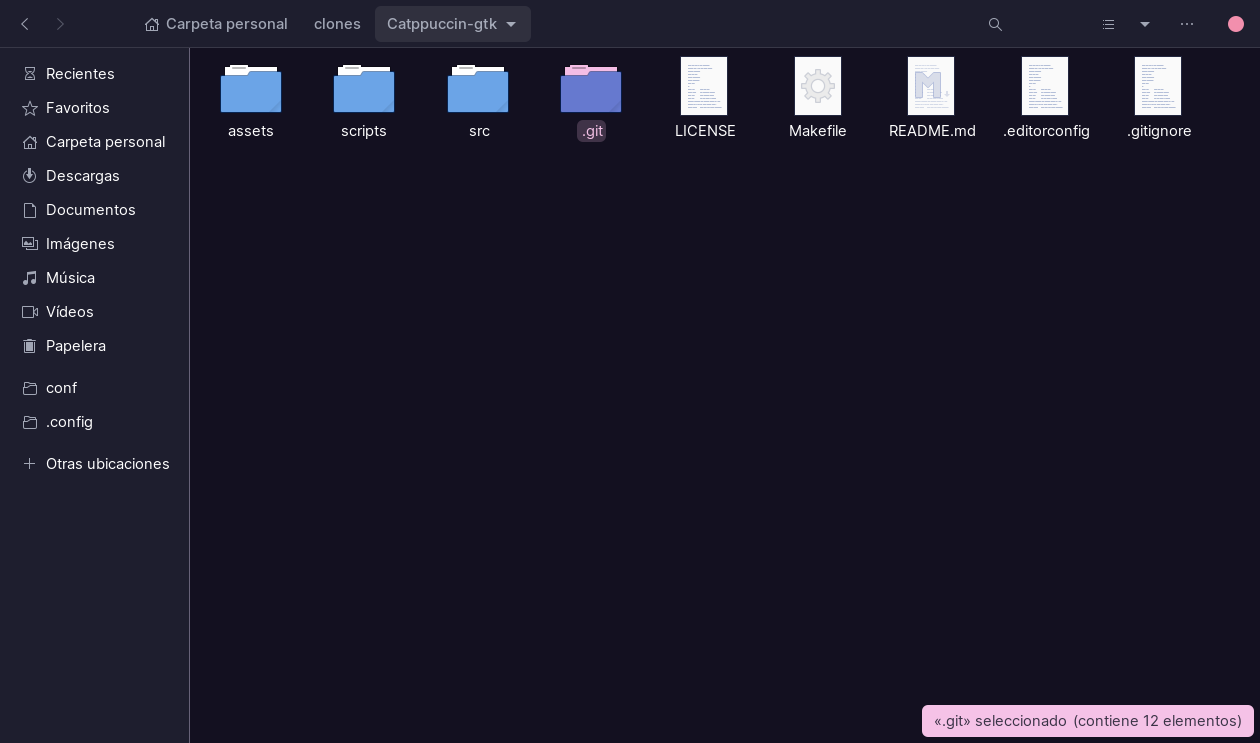 Carpeta personal clones Catppuccin-gtk
Recientes
Favoritos
Carpeta personal
Descargas
Documentos
Imágenes
Música
Vídeos
Papelera
conf
.config
Otras ubicaciones
assets scripts src .git LICENSE Makefile README.md .editorconfig .gitignore
«.git» seleccionado (contiene 12 elementos)